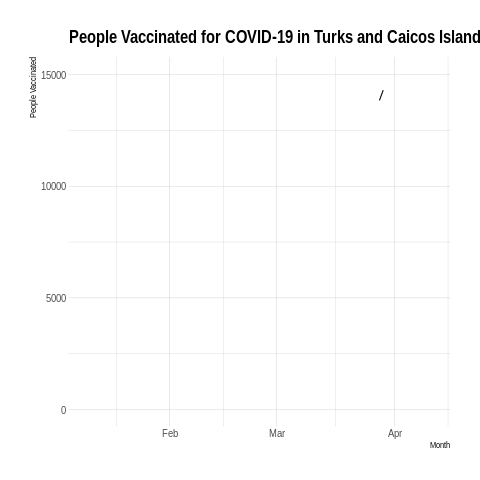 People Vaccinated for COVID-19 in Turks and Caicos Island
People Vaccinated
15000
10000
5000
0
Feb
Mar
Apr
Month